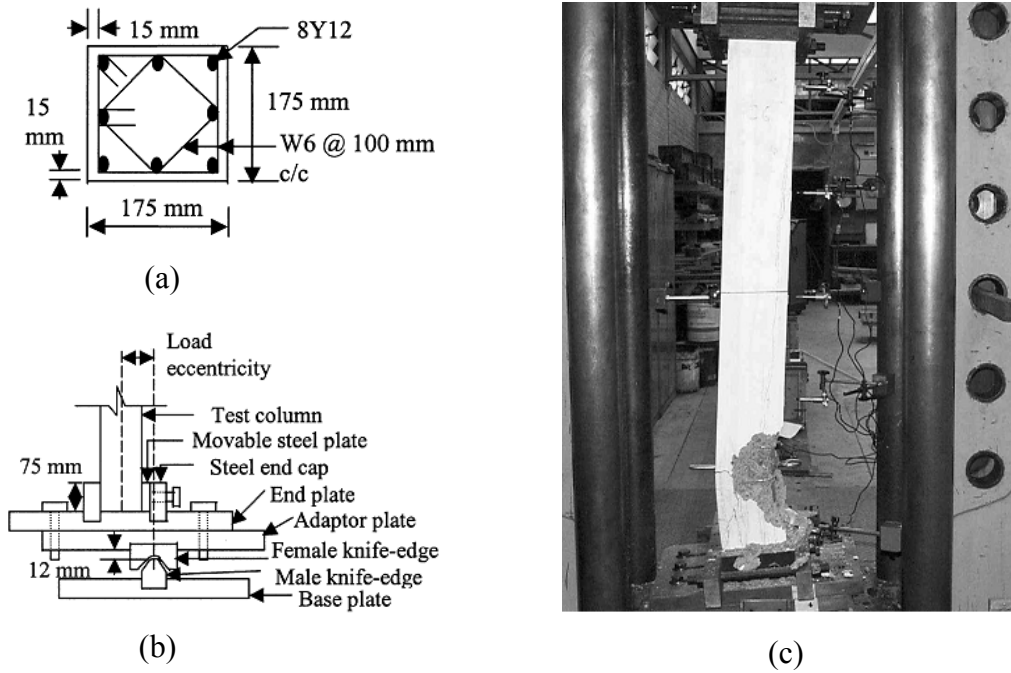 15 mm
8Y12
175 mm
15
mm
W6 @ 100 mm
c/c
175 mm
(a)
Load
eccentricity
Test column
Movable steel plate
75 mm
Steel end cap
End plate
Adaptor plate
Female knife-edge
12 mm
Male knife-edge
Base plate
(b)
(c)